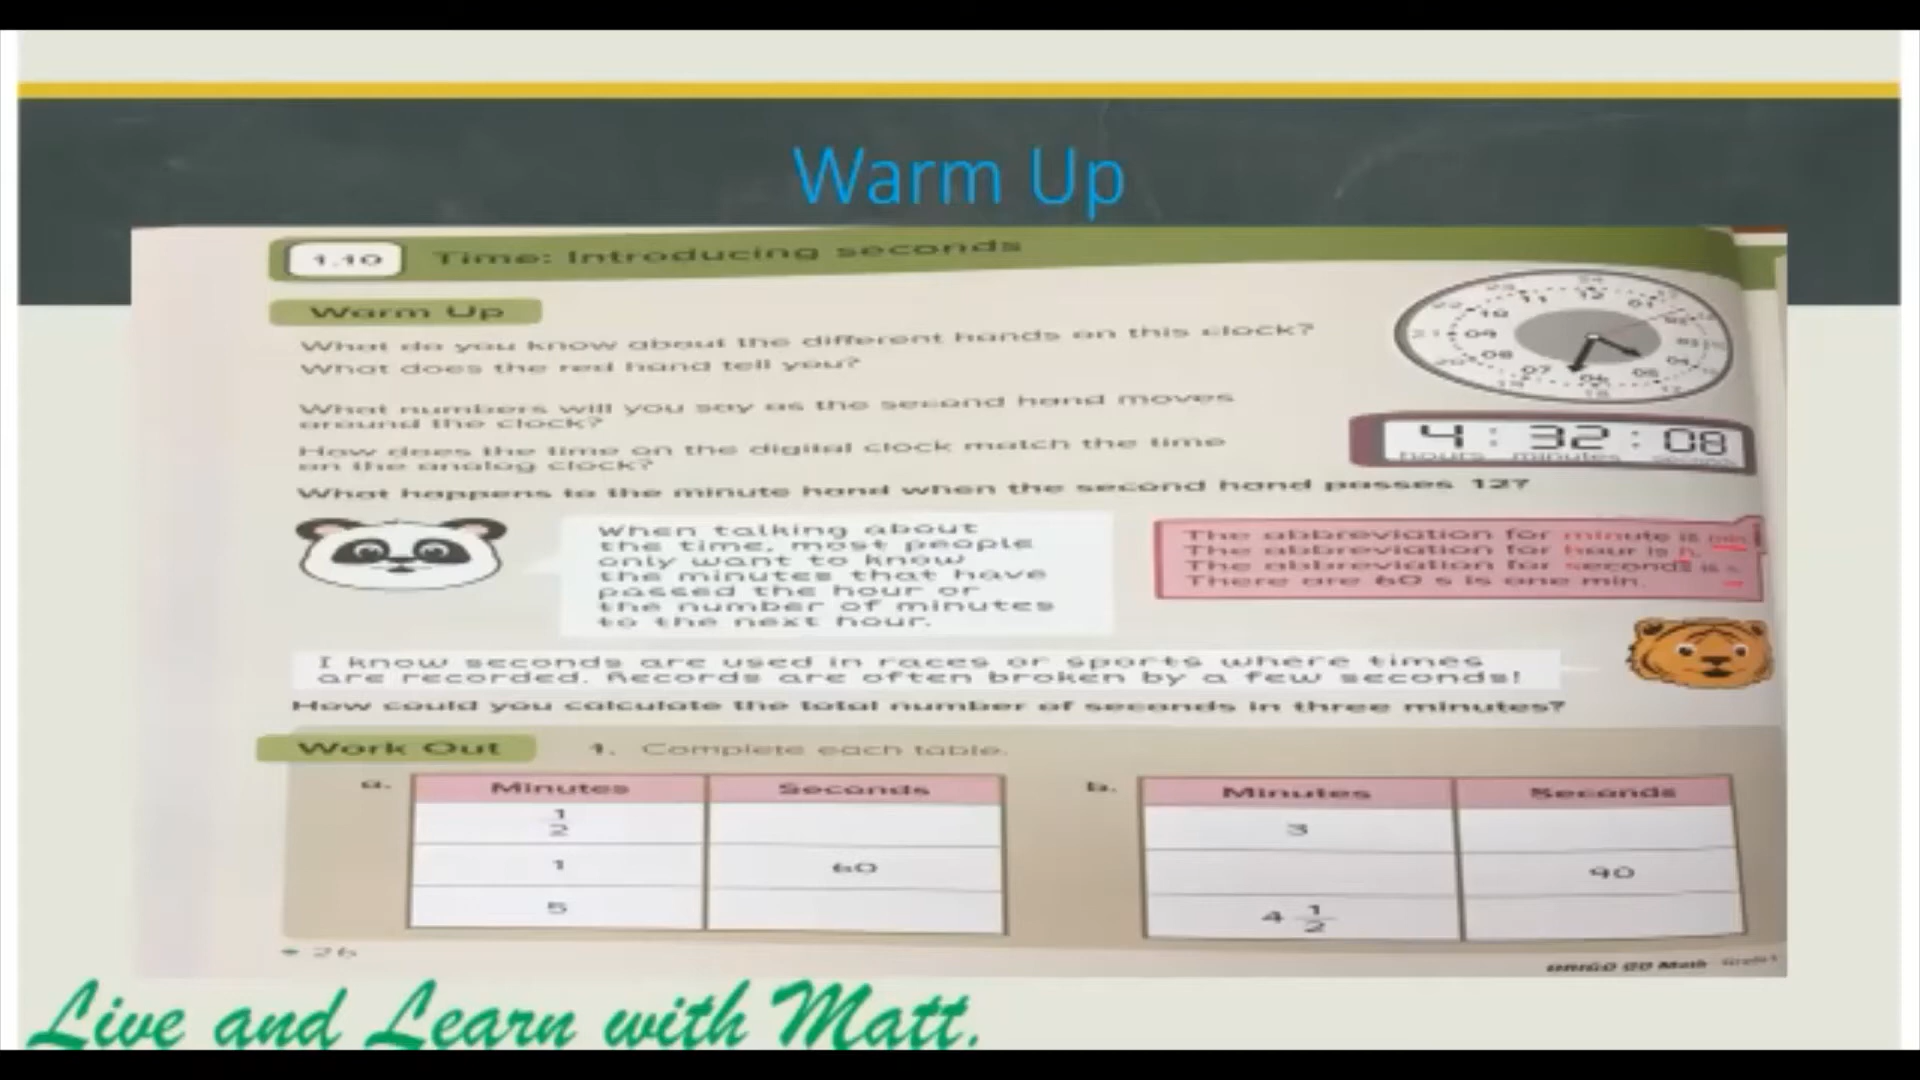 Warm Up
1.10 Time: Introducing seconds
Warm Up
What do you know about the different hands on this clock?
What does the red hand tell you?
What numbers will you say as the second hand moves
around the clock?
How does the time on the digital clock match the time
on the analog clock?
What happens to the minute hand when the second hand passes 12?
4 : 32 : 08
hours minutes seconds
When talking about
the time, most people
only want to know
the minutes that have
passed the hour or
the number of minutes
to the next hour.
The abbreviation for minute is min.
The abbreviation for hour is h.
The abbreviation for seconds is s.
There are 60 s is one min.
I know seconds are used in races or sports where times
are recorded. Records are often broken by a few seconds!
How could you calculate the total number of seconds in three minutes?
Work Out 1. Complete each table.
a. Minutes Seconds
1/2
1 60
5
b. Minutes Seconds
3
90
4 1/2
26
ORIGO GO Math
Live and Learn with Matt.